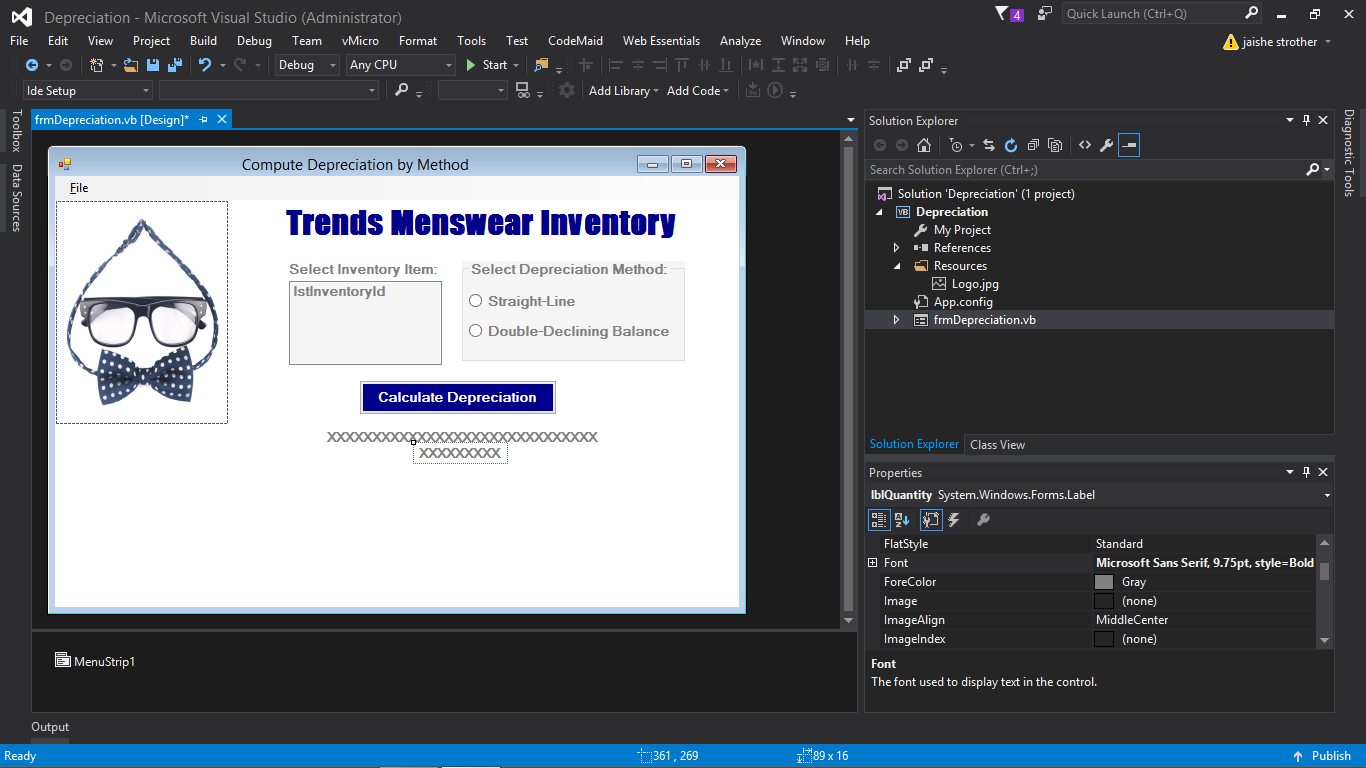 Depreciation - Microsoft Visual Studio (Administrator)
4
Quick Launch (Ctrl+Q)
File Edit View Project Build Debug Team vMicro Format Tools Test CodeMaid Web Essentials Analyze Window Help
jaishe strother
Debug Any CPU Start
Ide Setup Add Library Add Code
Toolbox
Data Sources
frmDepreciation.vb [Design]*
Compute Depreciation by Method
File
Trends Menswear Inventory
Select Inventory Item:
lstInventoryId
Select Depreciation Method:
Straight-Line
Double-Declining Balance
Calculate Depreciation
XXXXXXXXXXXXXXXXXXXXXXXXXXXXXX
XXXXXXXXX
MenuStrip1
Solution Explorer
Search Solution Explorer (Ctrl+;)
Solution 'Depreciation' (1 project)
VB Depreciation
My Project
References
Resources
Logo.jpg
App.config
frmDepreciation.vb
Solution Explorer Class View
Diagnostic Tools
Properties
lblQuantity System.Windows.Forms.Label
FlatStyle Standard
Font Microsoft Sans Serif, 9.75pt, style=Bold
ForeColor Gray
Image (none)
ImageAlign MiddleCenter
ImageIndex (none)
Font
The font used to display text in the control.
Output
Ready 361 , 269 89 x 16 Publish